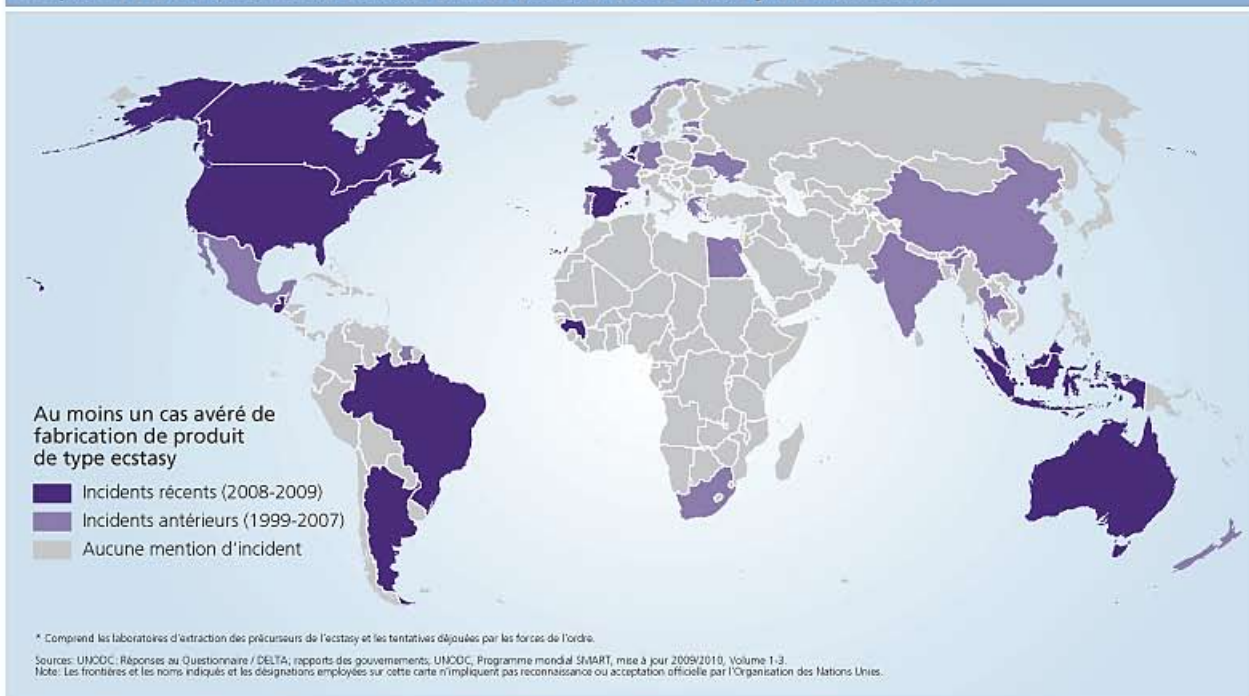 Au moins un cas avéré de
fabrication de produit
de type ecstasy
Incidents récents (2008-2009)
Incidents antérieurs (1999-2007)
Aucune mention d'incident
* Comprend les laboratoires d'extraction des précurseurs de l'ecstasy et les tentatives déjouées par les forces de l'ordre.
Sources: UNODC: Réponses au Questionnaire / DELTA; rapports des gouvernements; UNODC, Programme mondial SMART, mise à jour 2009/2010, Volume 1-3.
Note: Les frontières et les noms indiqués et les désignations employées sur cette carte n'impliquent pas reconnaissance ou acceptation officielle par l'Organisation des Nations Unies.